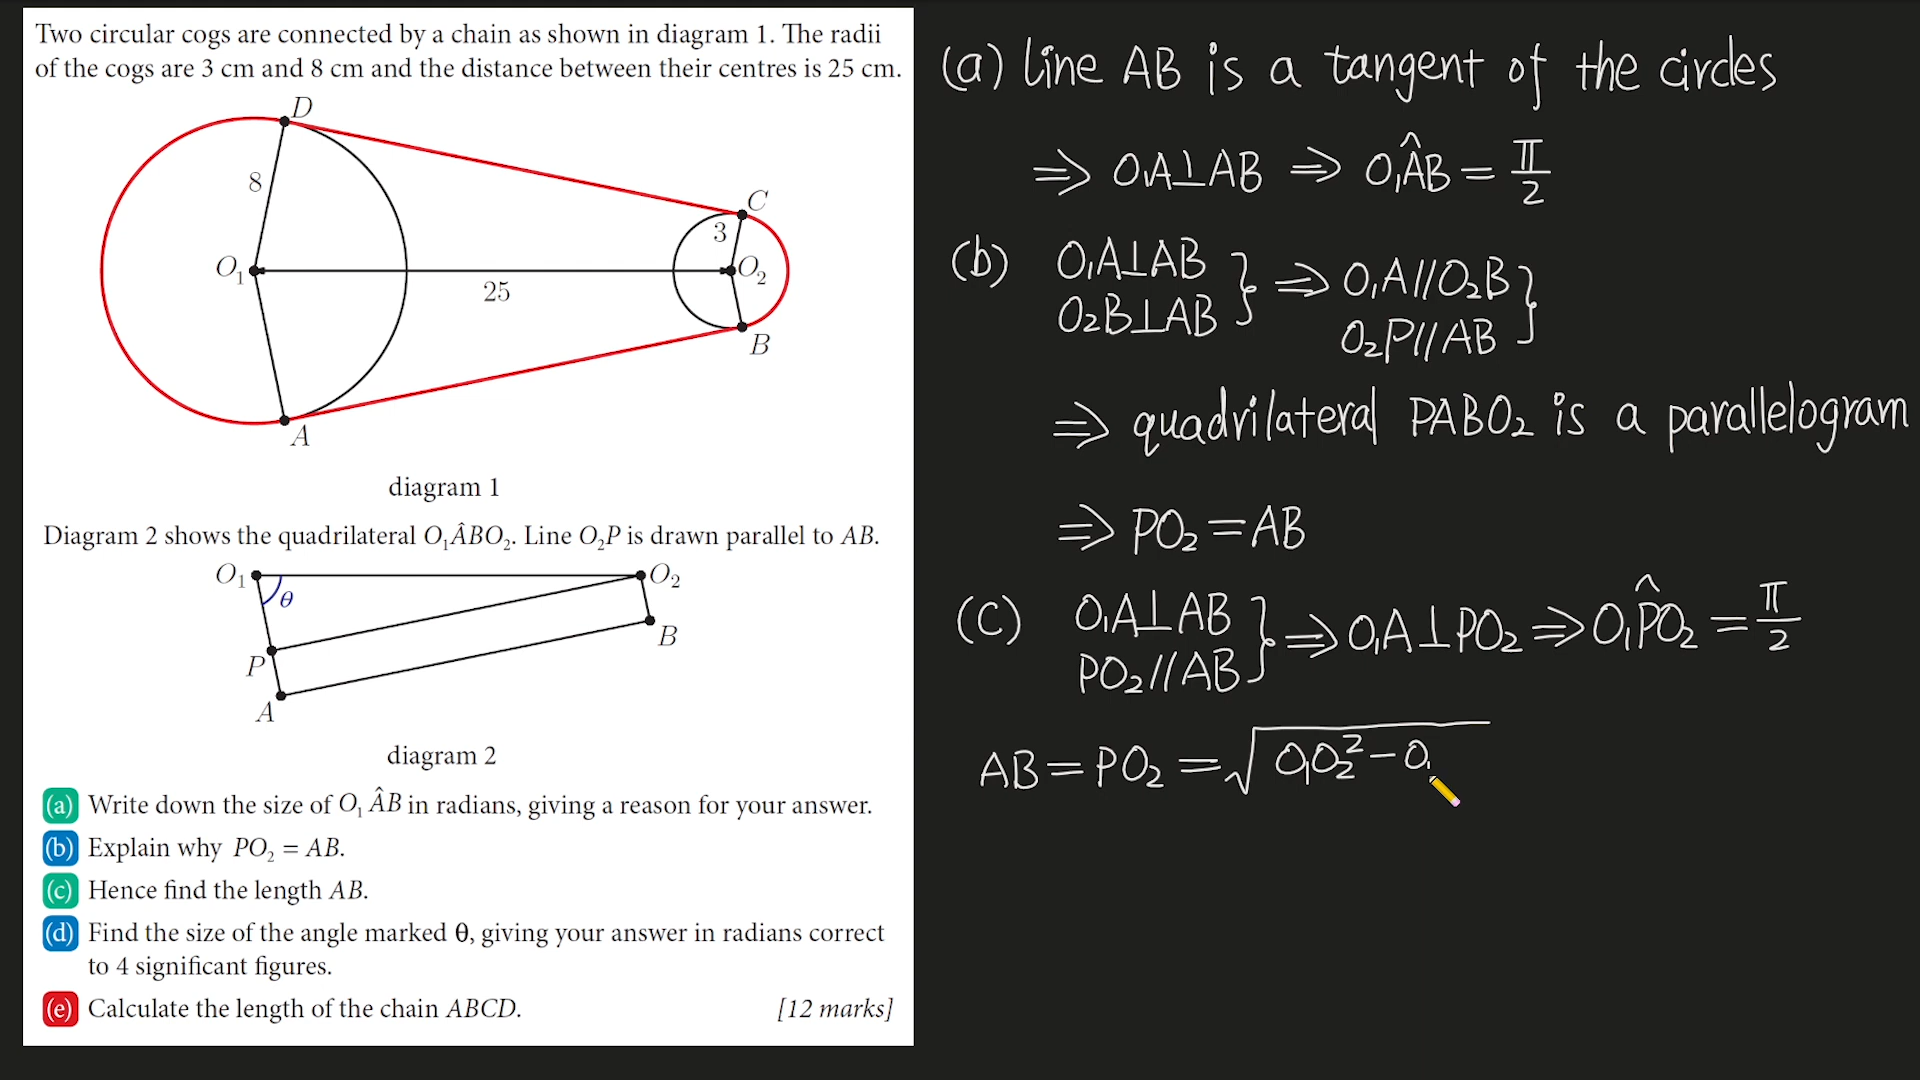 Two circular cogs are connected by a chain as shown in diagram 1. The radii
of the cogs are 3 cm and 8 cm and the distance between their centres is 25 cm.
D
8
C
3
O₁
O₂
25
B
A
diagram 1
Diagram 2 shows the quadrilateral O₁ÂBO₂. Line O₂P is drawn parallel to AB.
O₁
O₂
θ
B
P
A
diagram 2
(a) Write down the size of O₁ ÂB in radians, giving a reason for your answer.
(b) Explain why PO₂ = AB.
(c) Hence find the length AB.
(d) Find the size of the angle marked θ, giving your answer in radians correct
to 4 significant figures.
(e) Calculate the length of the chain ABCD. [12 marks]
(a) line AB is a tangent of the circles
⇒ O₁A⊥AB ⇒ O₁ÂB = π/2
(b) O₁A⊥AB
O₂B⊥AB } ⇒ O₁A//O₂B
O₂P//AB }
⇒ quadrilateral PABO₂ is a parallelogram
⇒ PO₂ = AB
(c) O₁A⊥AB
PO₂//AB } ⇒ O₁A⊥PO₂ ⇒ O₁P̂O₂ = π/2
AB = PO₂ = √O₁O₂² − O₁